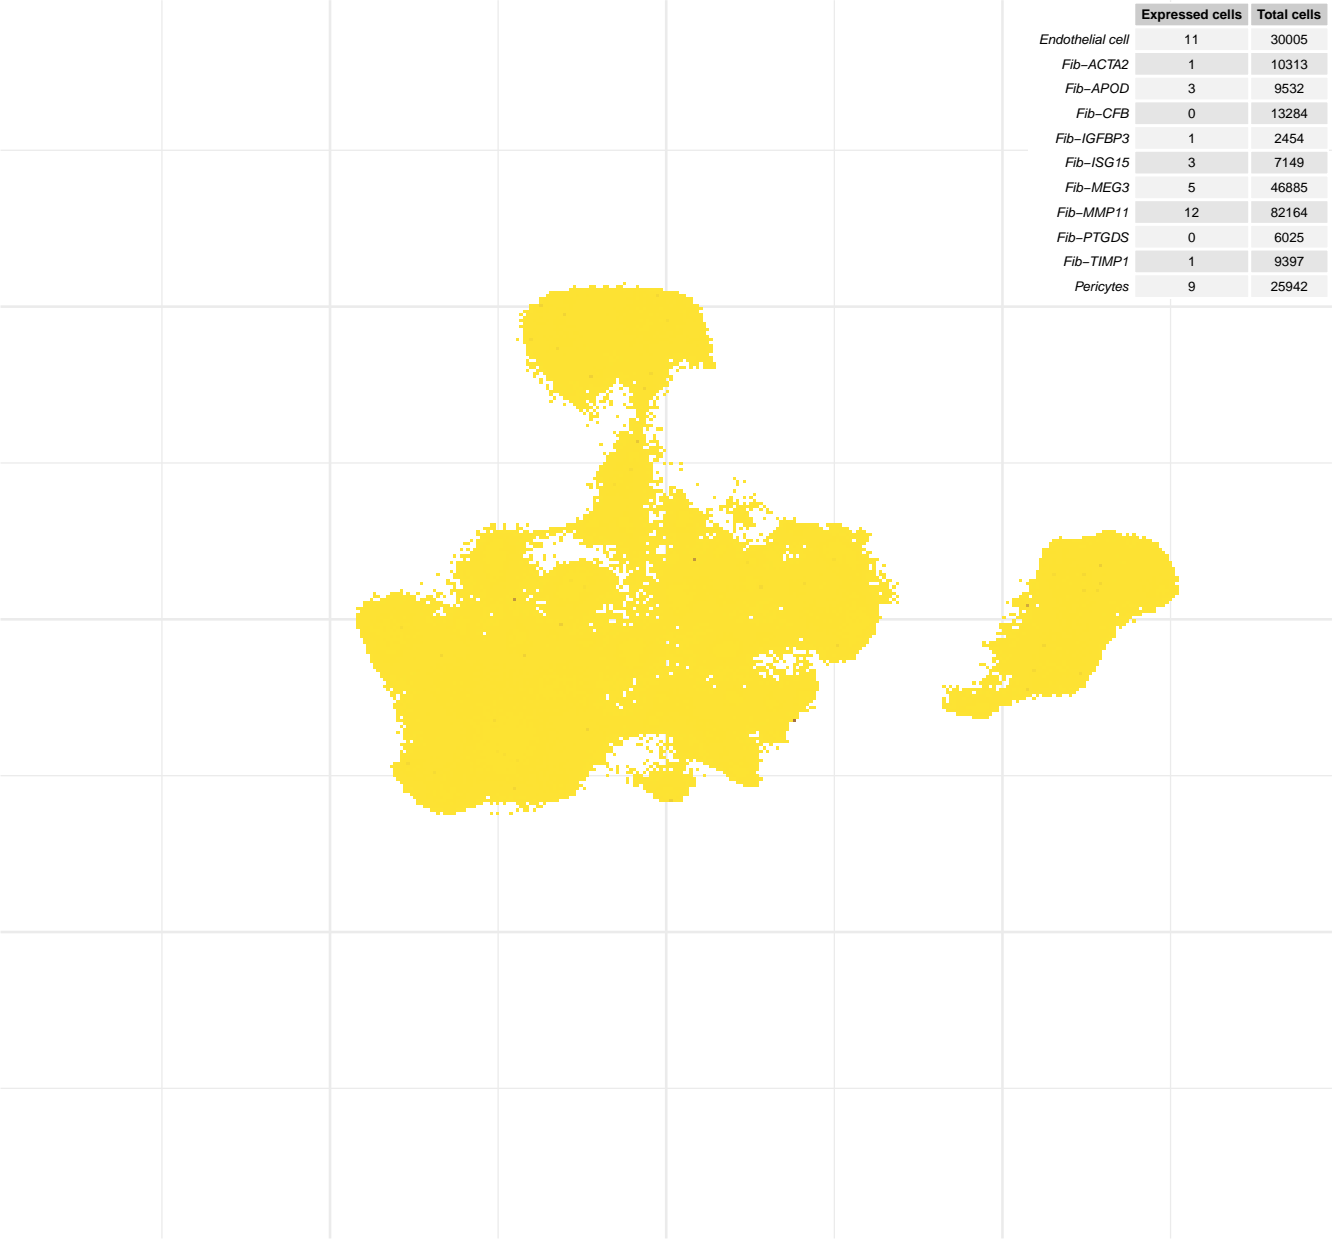 Expressed cells Total cells
Endothelial cell 11 30005
Fib−ACTA2 1 10313
Fib−APOD 3 9532
Fib−CFB 0 13284
Fib−IGFBP3 1 2454
Fib−ISG15 3 7149
Fib−MEG3 5 46885
Fib−MMP11 12 82164
Fib−PTGDS 0 6025
Fib−TIMP1 1 9397
Pericytes 9 25942